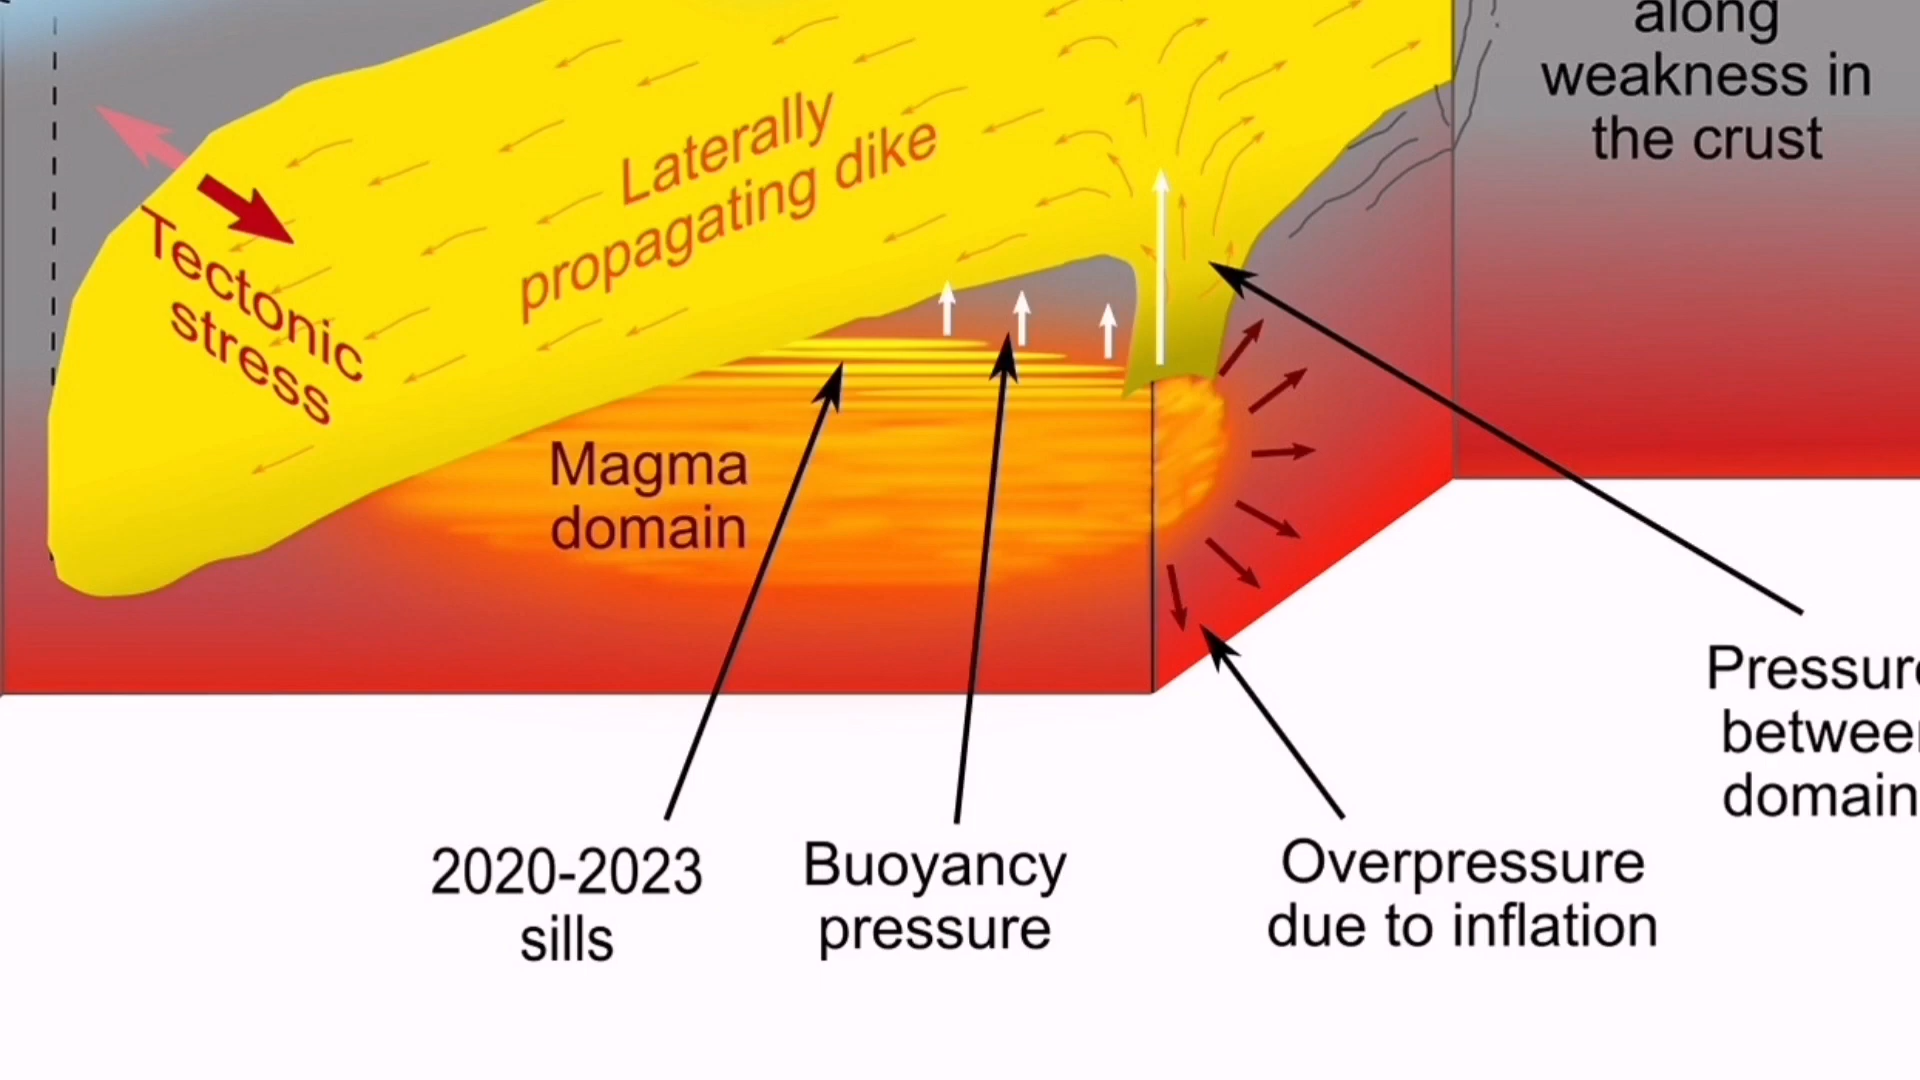 along
weakness in
the crust
Laterally
propagating dike
Tectonic
stress
Magma
domain
2020-2023
sills
Buoyancy
pressure
Overpressure
due to inflation